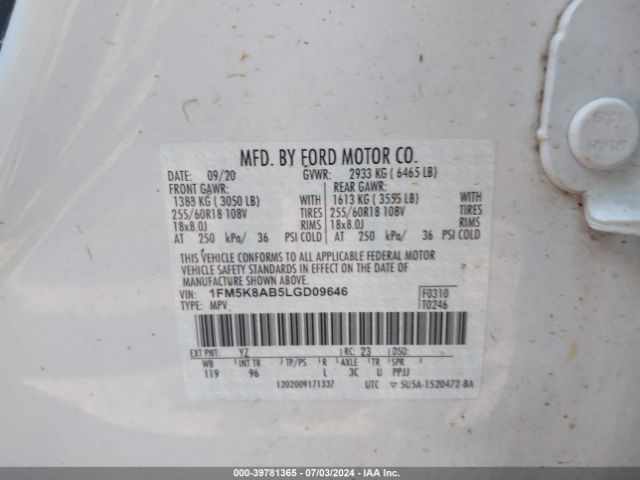 MFD. BY FORD MOTOR CO.
DATE: 09/20 GVWR: 2933 KG ( 6465 LB)
FRONT GAWR: REAR GAWR:
1383 KG ( 3050 LB) WITH 1613 KG ( 3555 LB) WITH
255/60R18 108V TIRES 255/60R18 108V TIRES
18x8.0J RIMS 18x8.0J RIMS
AT 250 kPa/ 36 PSI COLD AT 250 kPa/ 36 PSI COLD
THIS VEHICLE CONFORMS TO ALL APPLICABLE FEDERAL MOTOR
VEHICLE SAFETY STANDARDS IN EFFECT ON THE DATE OF
MANUFACTURE SHOWN ABOVE.
VIN: 1FM5K8AB5LGD09646 F0310
TYPE: MPV T0246
EXT PNT: YZ RC: 23 DSO:
WB INT TR TP/PS R AXLE TR SPR
119 96 L 3C U PPJJ
1202009171337 UTC ▽ SU5A-1520472-BA
000-39781365 - 07/03/2024 - IAA Inc.